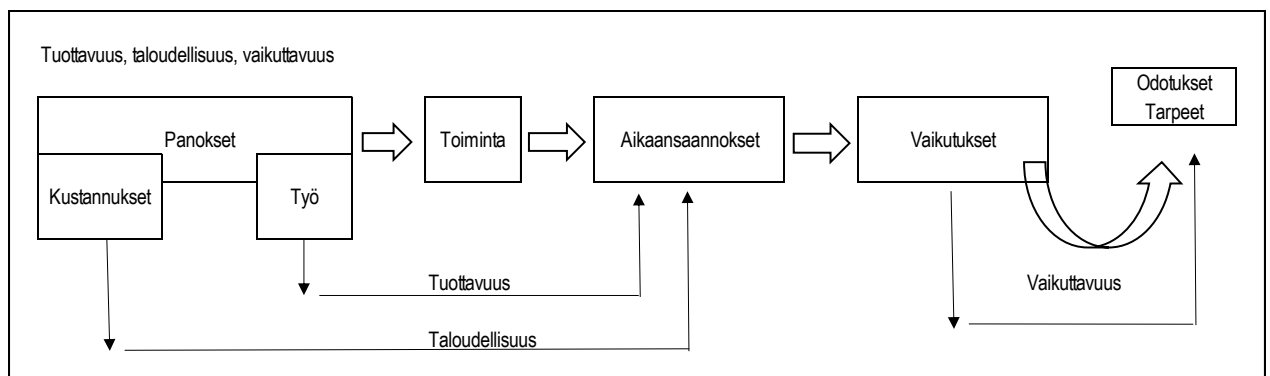 Tuottavuus, taloudellisuus, vaikuttavuus
Odotukset
Tarpeet
Panokset
Toiminta
Aikaansaannokset
Vaikutukset
Kustannukset
Työ
Tuottavuus
Vaikuttavuus
Taloudellisuus